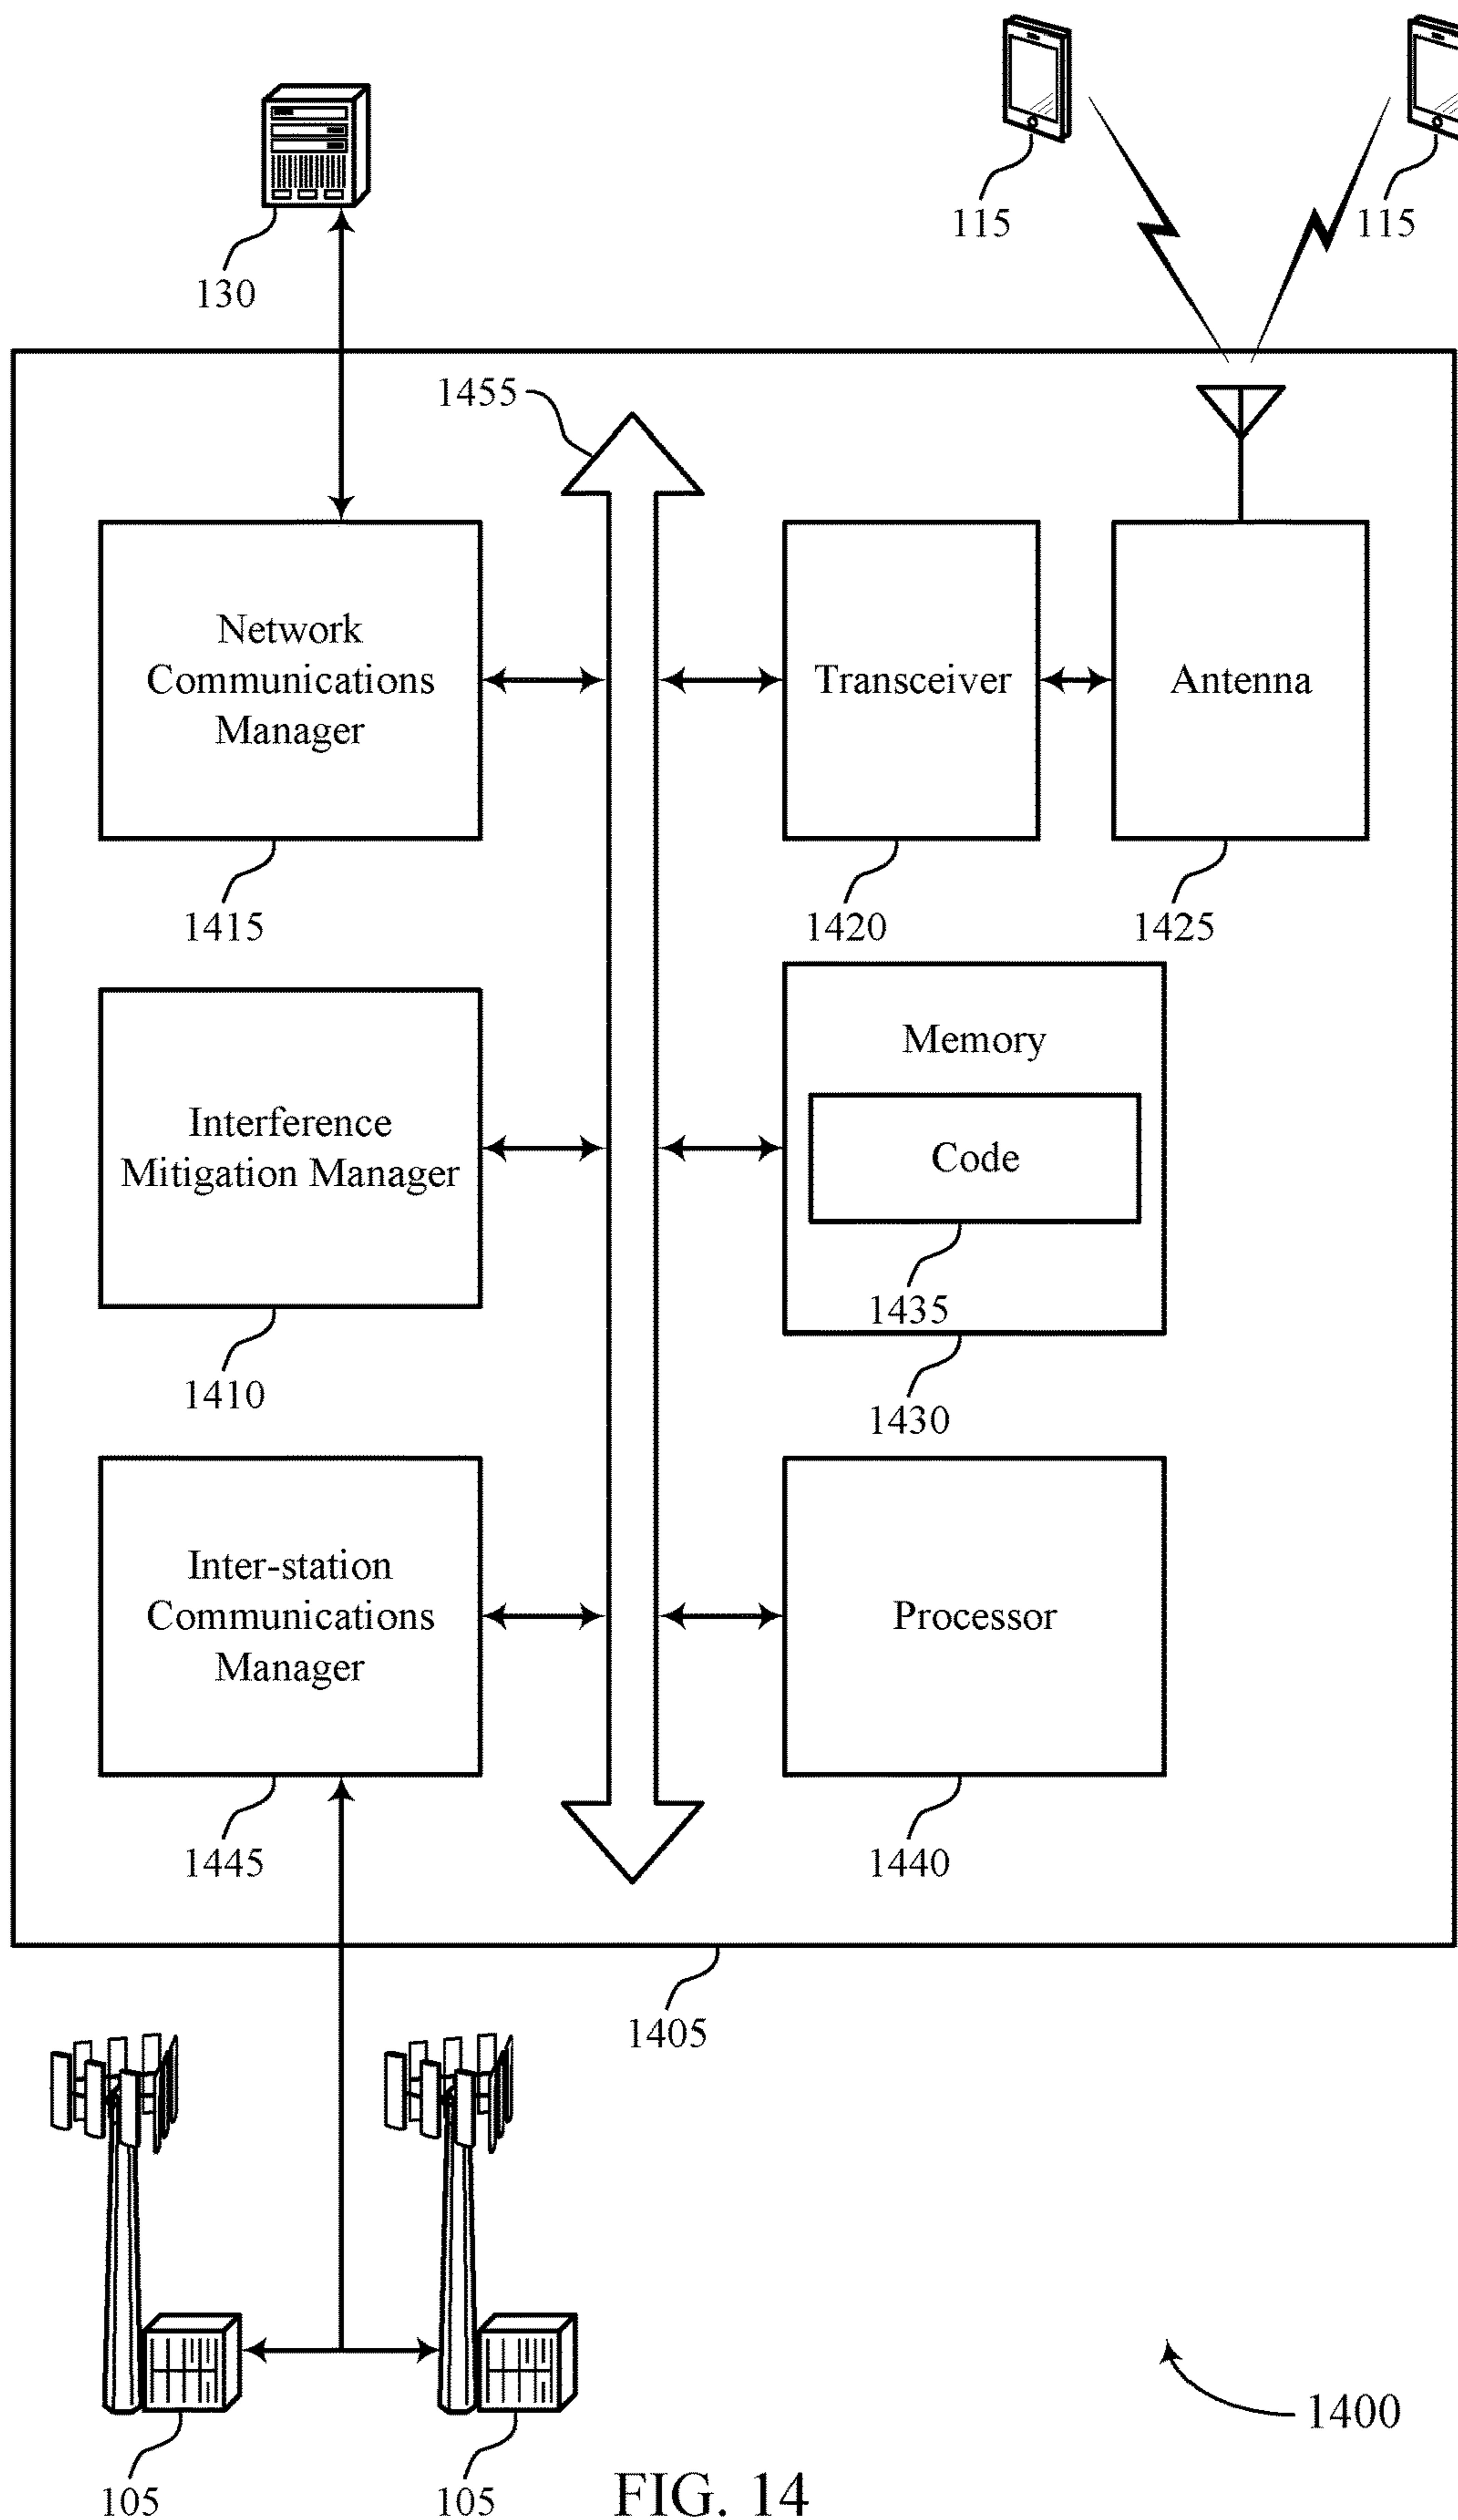 115
115
130
1455
Network
Communications
Manager
Transceiver
Antenna
1415
1420
1425
Interference
Mitigation Manager
Memory
Code
1435
1410
1430
Inter-station
Communications
Manager
Processor
1445
1440
1405
1400
105
105
FIG. 14